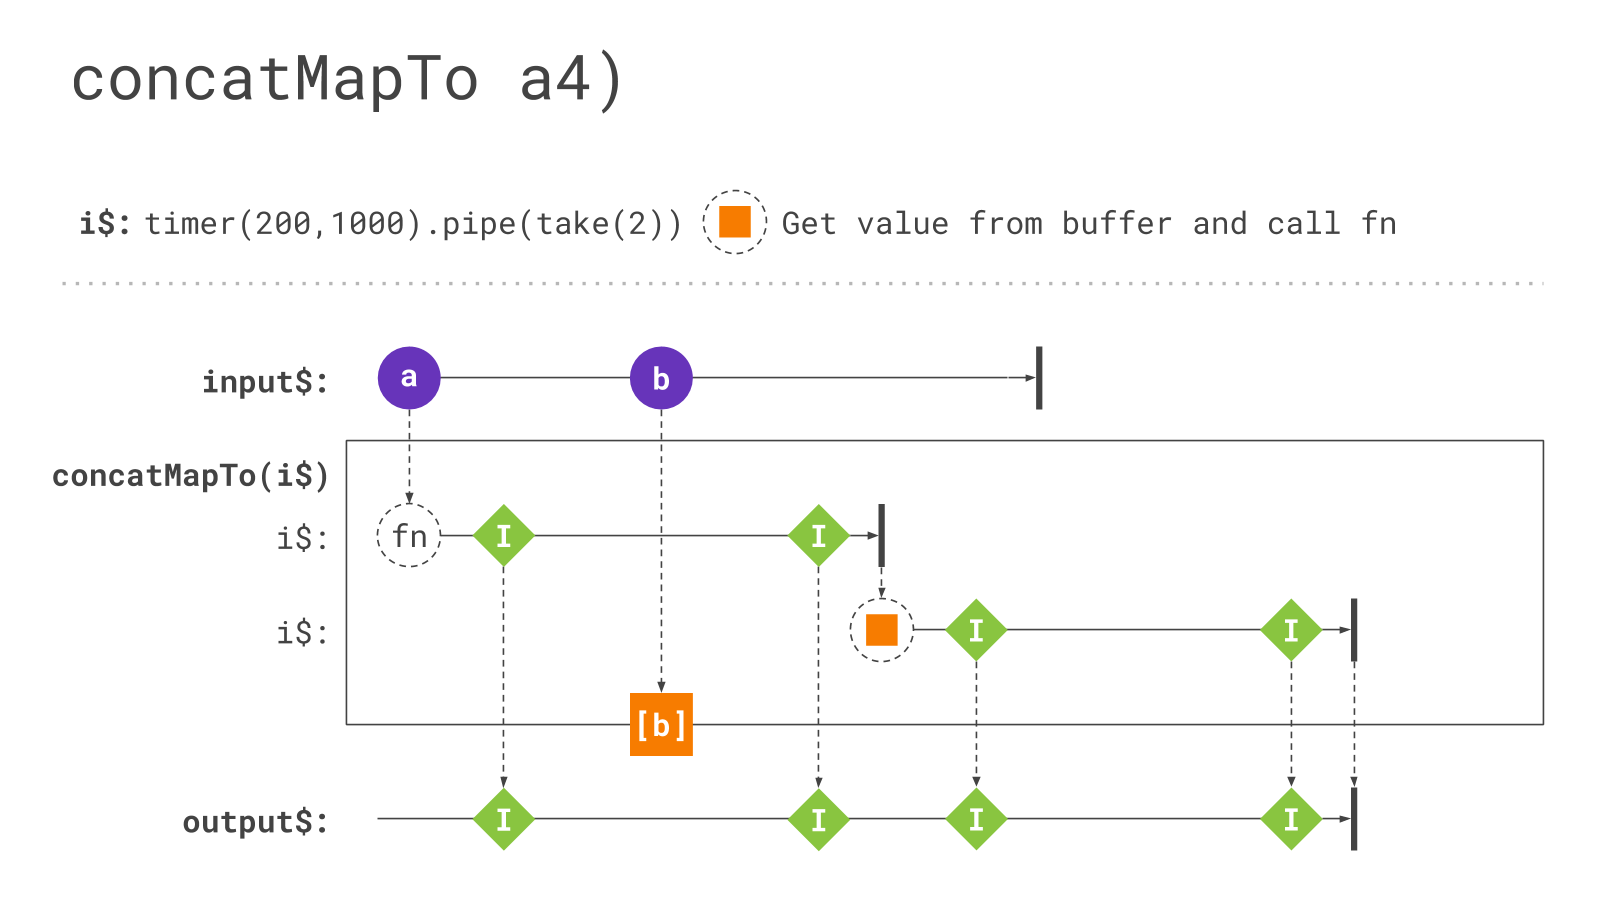 concatMapTo a4)
i$: timer(200,1000).pipe(take(2)) Get value from buffer and call fn
input$: a b
concatMapTo(i$)
i$: fn I I
i$: I I
[b]
output$: I I I I